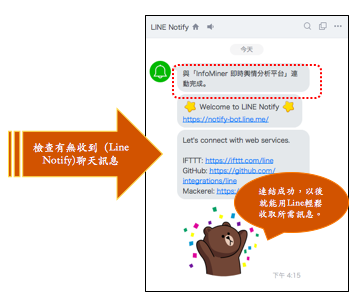 LINE Notify
今天
與「InfoMiner 即時輿情分析平台」連
動完成。
Welcome to LINE Notify
https://notify-bot.line.me/
Let's connect with web services.
IFTTT: https://ifttt.com/line
GitHub: https://github.com/
integrations/line
Mackerel: https:
檢查有無收到（Line
Notify)聊天訊息
連結成功，以後
就能用Line輕鬆
收取所需訊息。
下午 4:15